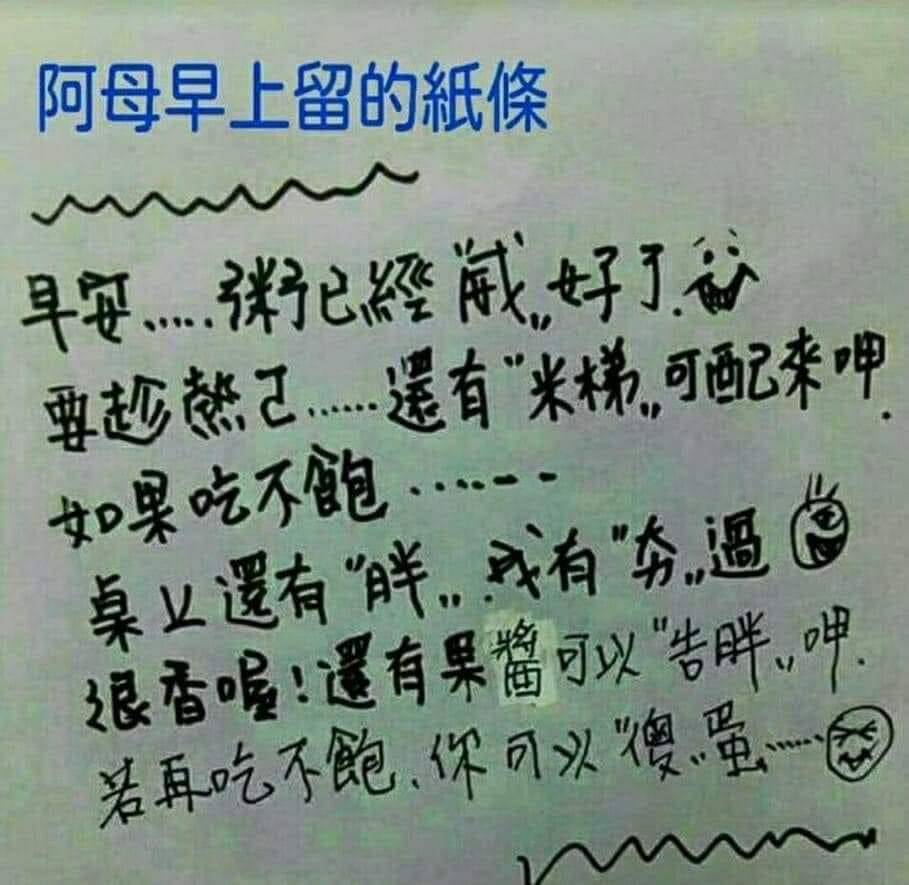 阿母早上留的紙條
早安.....粥已經"威"好了.
要趁熱己......還有"米梯"可配來呷.
如果吃不飽......--
桌上還有"胖".我有"夯"過
很香喔!還有果醬可以"告胖"呷.
若再吃不飽.你可以"傻"蛋......